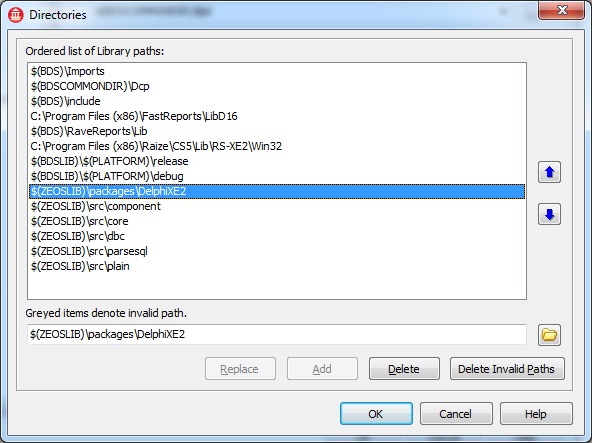 Directories
Ordered list of Library paths:
$(BDS)\Imports
$(BDSCOMMONDIR)\Dcp
$(BDS)\include
C:\Program Files (x86)\FastReports\LibD16
$(BDS)\RaveReports\Lib
C:\Program Files (x86)\Raize\CS5\Lib\RS-XE2\Win32
$(BDSLIB)\$(PLATFORM)\release
$(BDSLIB)\$(PLATFORM)\debug
$(ZEOSLIB)\packages\DelphiXE2
$(ZEOSLIB)\src\component
$(ZEOSLIB)\src\core
$(ZEOSLIB)\src\dbc
$(ZEOSLIB)\src\parsesql
$(ZEOSLIB)\src\plain
Greyed items denote invalid path.
$(ZEOSLIB)\packages\DelphiXE2
Replace Add Delete Delete Invalid Paths
OK Cancel Help